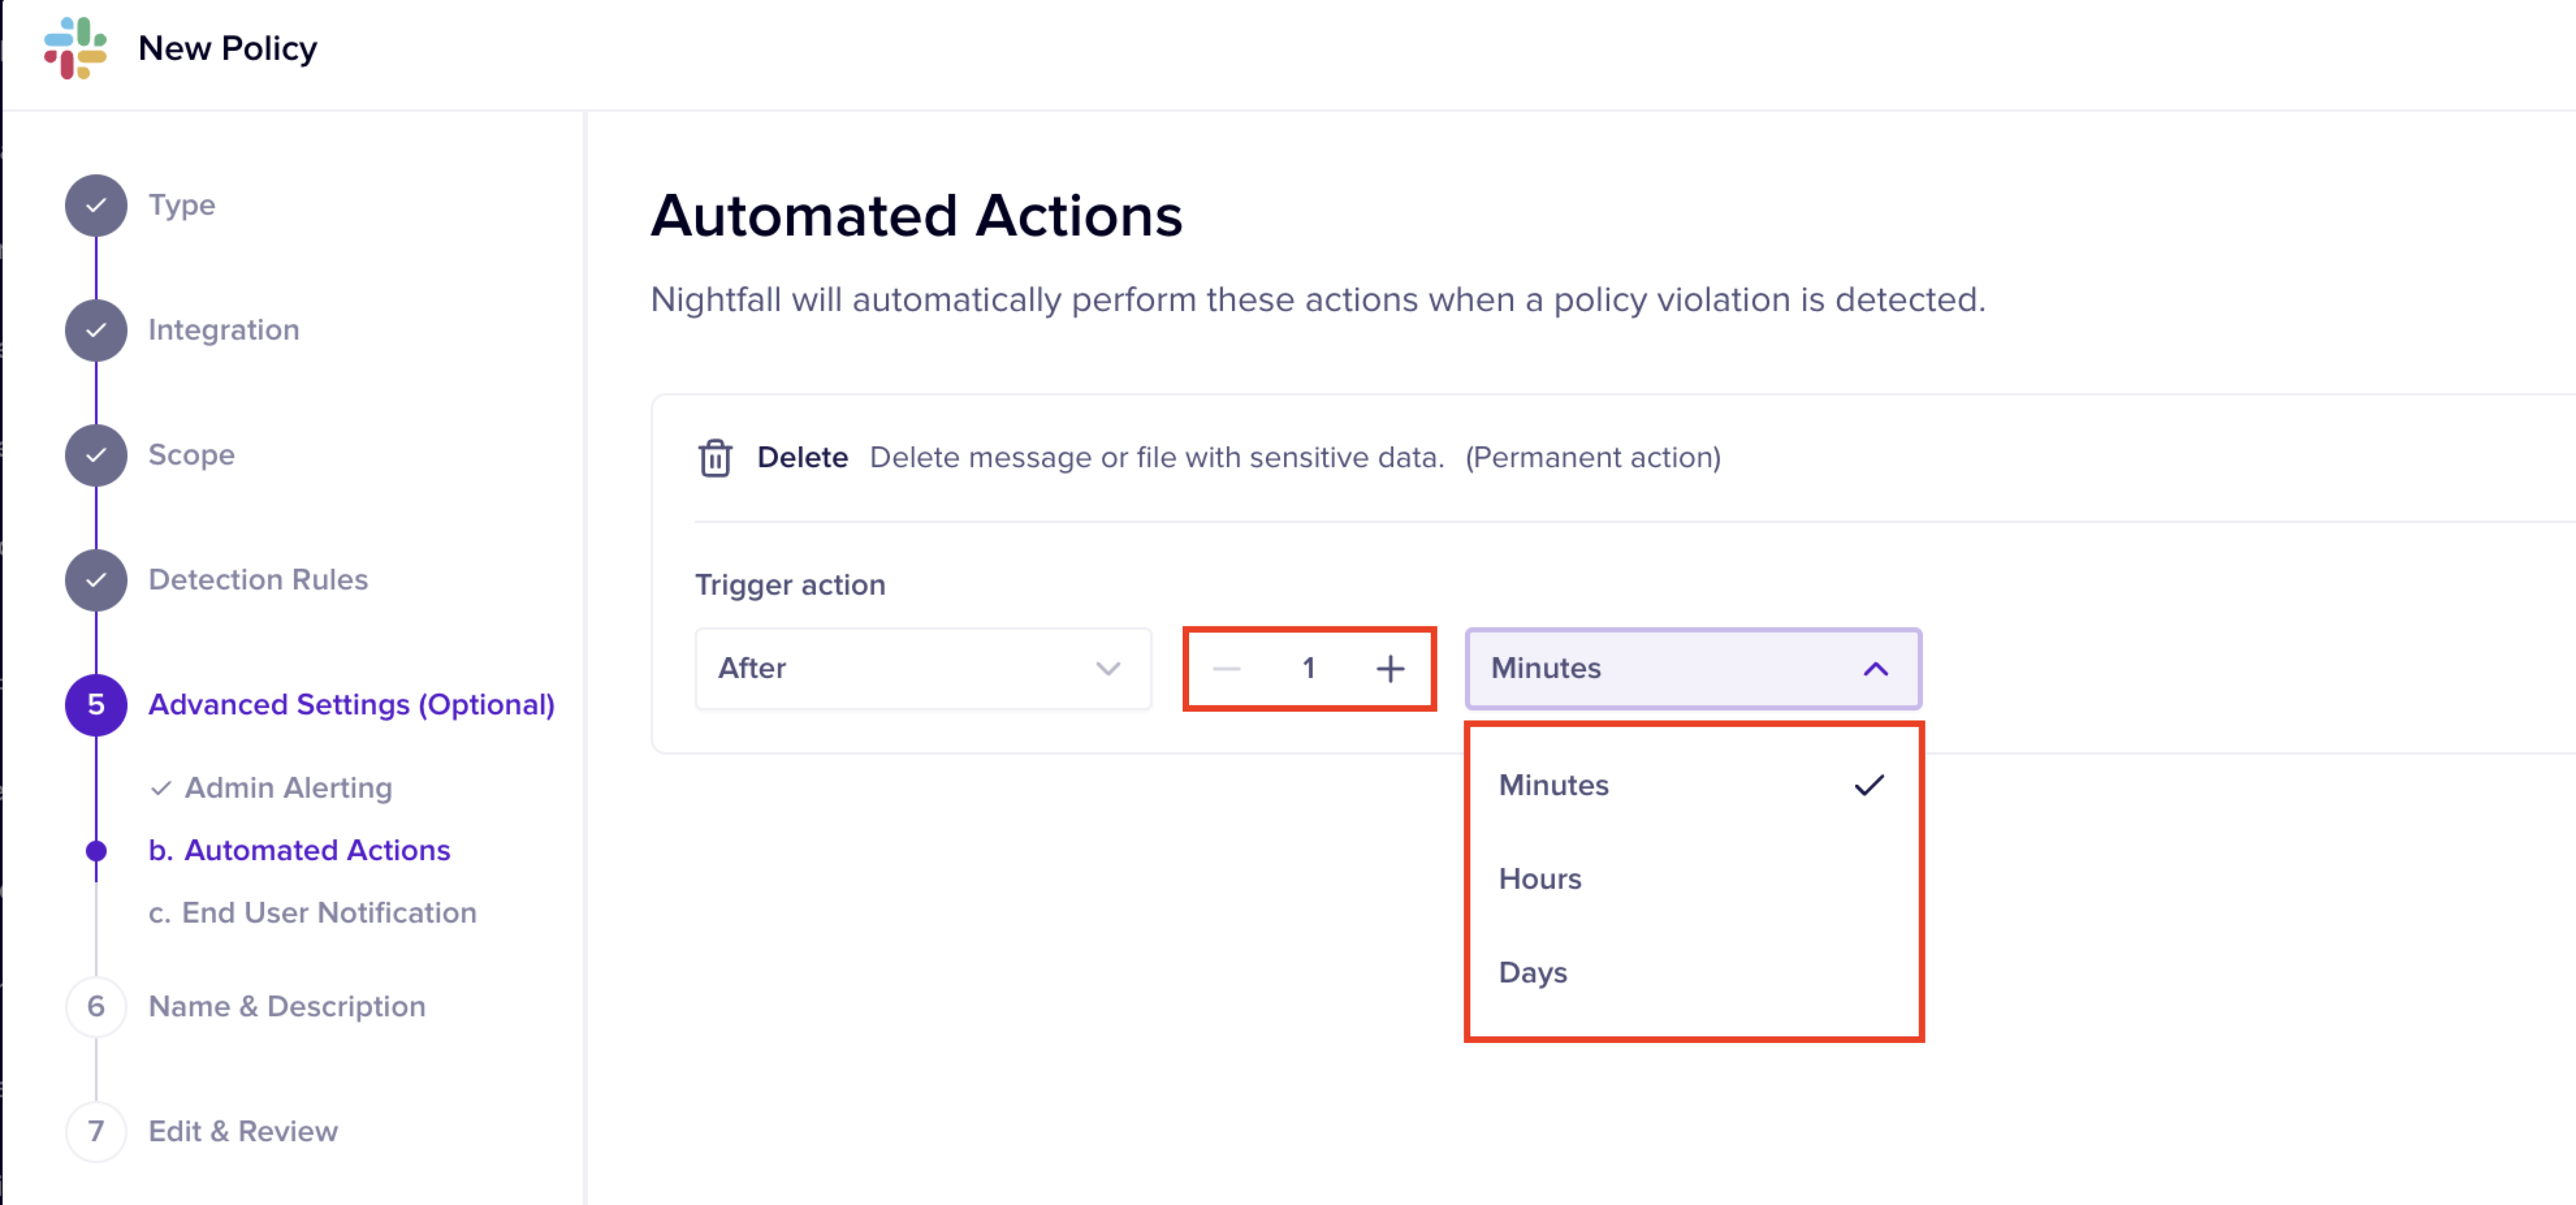 New Policy
Type
Integration
Scope
Detection Rules
5 Advanced Settings (Optional)
Admin Alerting
b. Automated Actions
c. End User Notification
6 Name & Description
7 Edit & Review
Automated Actions
Nightfall will automatically perform these actions when a policy violation is detected.
Delete Delete message or file with sensitive data. (Permanent action)
Trigger action
After 1 Minutes
Minutes
Hours
Days